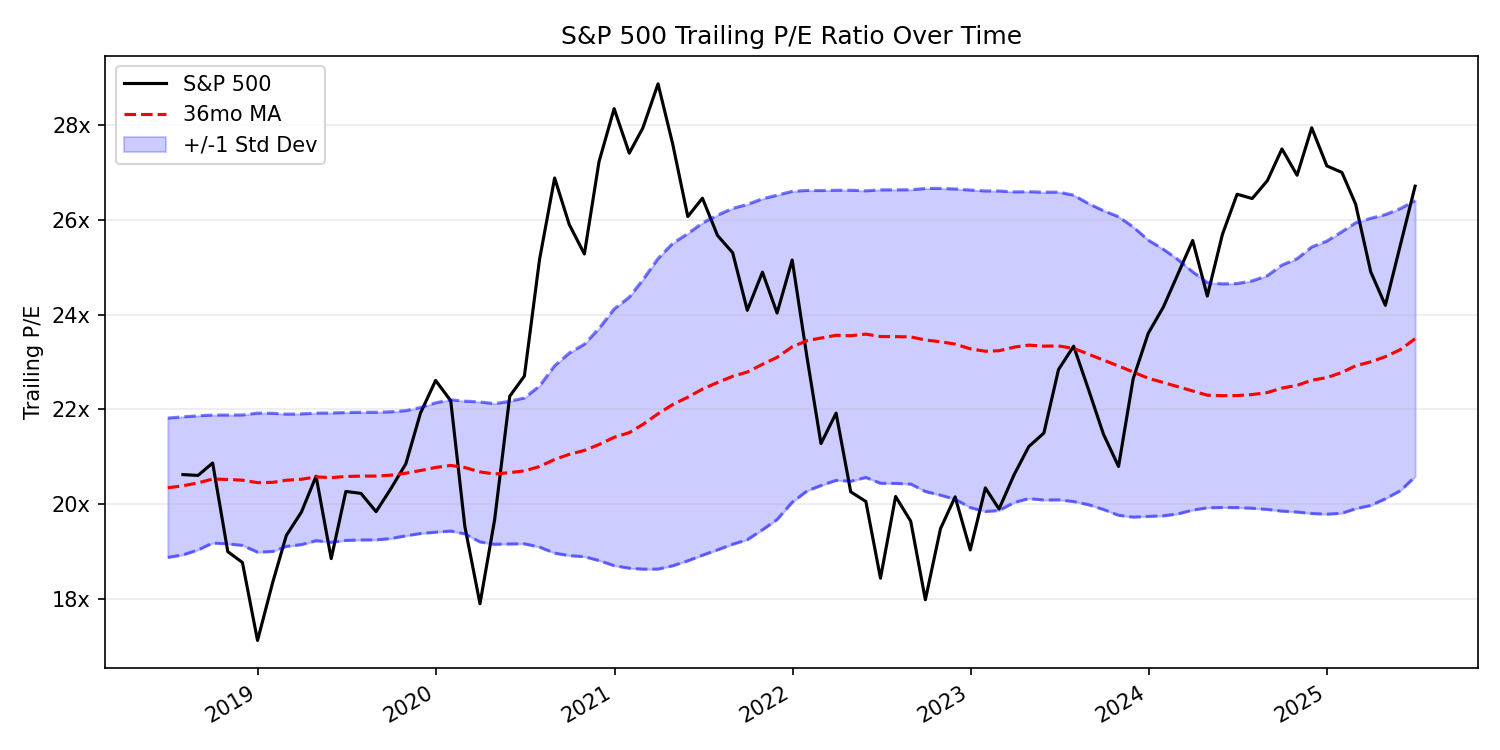 S&P 500 Trailing P/E Ratio Over Time
S&P 500
36mo MA
+/-1 Std Dev
Trailing P/E
28x
26x
24x
22x
20x
18x
2019
2020
2021
2022
2023
2024
2025